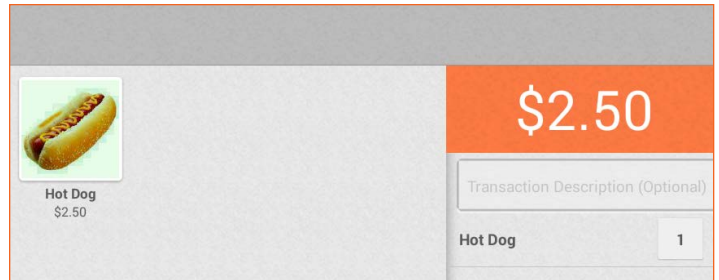 Hot Dog
$2.50
$2.50
Transaction Description (Optional)
Hot Dog 1